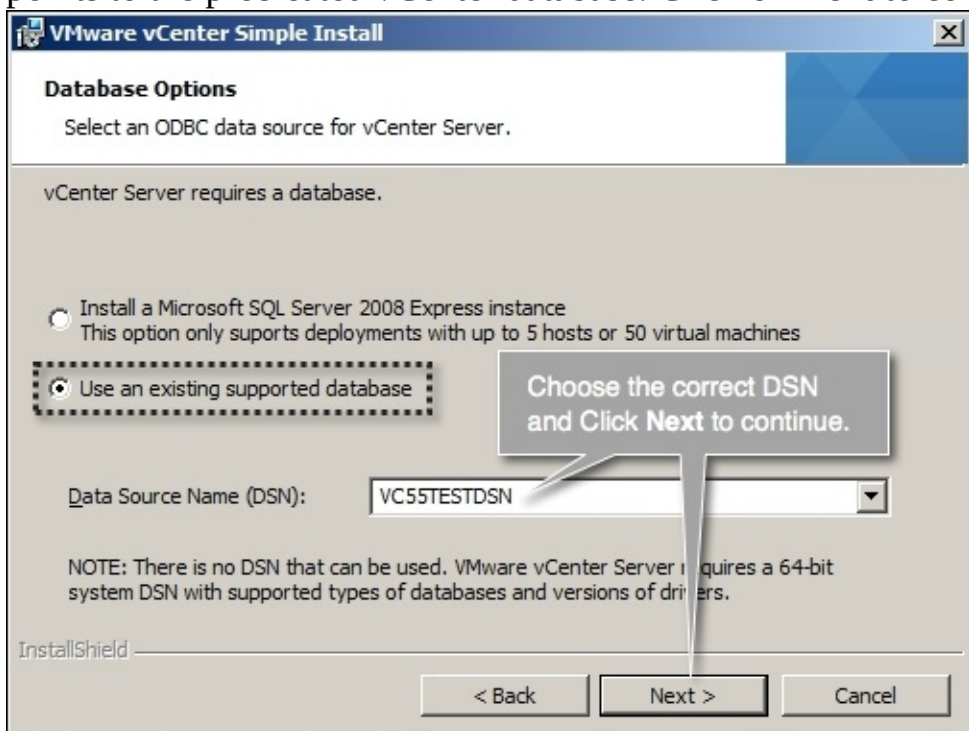 VMware vCenter Simple Install
Database Options
Select an ODBC data source for vCenter Server.
vCenter Server requires a database.
Install a Microsoft SQL Server 2008 Express instance
This option only suports deployments with up to 5 hosts or 50 virtual machines
Use an existing supported database
Choose the correct DSN
and Click Next to continue.
Data Source Name (DSN):
VC55TESTDSN
NOTE: There is no DSN that can be used. VMware vCenter Server requires a 64-bit
system DSN with supported types of databases and versions of drivers.
InstallShield
< Back
Next >
Cancel